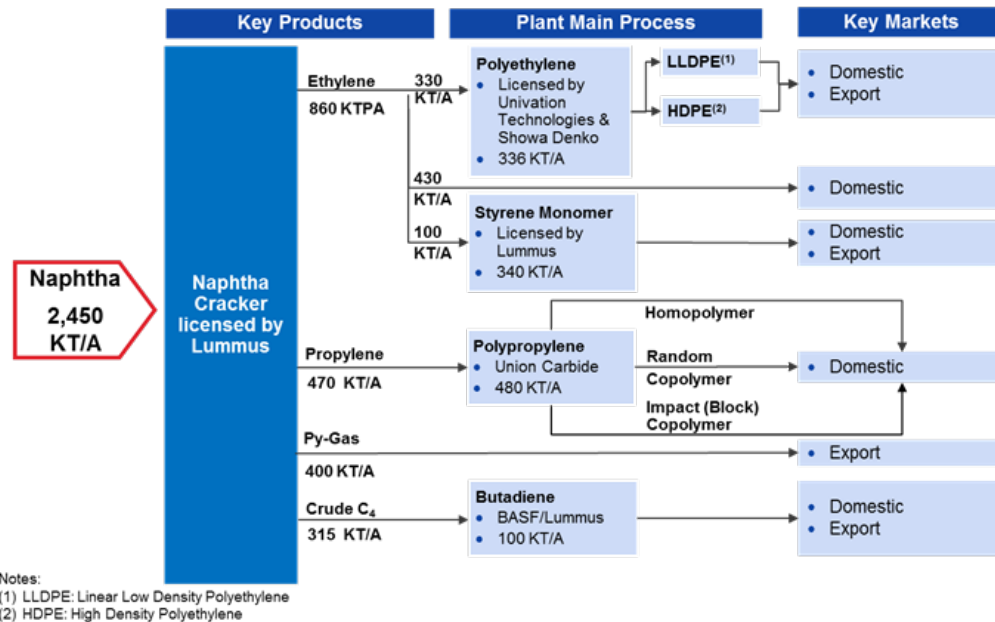 Key Products
Plant Main Process
Key Markets
Naphtha
2,450
KT/A
Naphtha
Cracker
licensed by
Lummus
Ethylene
860 KTPA
330
KT/A
Polyethylene
• Licensed by
Univation
Technologies &
Showa Denko
• 336 KT/A
LLDPE(1)
HDPE(2)
• Domestic
• Export
430
KT/A
• Domestic
100
KT/A
Styrene Monomer
• Licensed by
Lummus
• 340 KT/A
• Domestic
• Export
Propylene
470 KT/A
Polypropylene
• Union Carbide
• 480 KT/A
Homopolymer
Random
Copolymer
Impact (Block)
Copolymer
• Domestic
Py-Gas
400 KT/A
• Export
Crude C4
315 KT/A
Butadiene
• BASF/Lummus
• 100 KT/A
• Domestic
• Export
Notes:
(1) LLDPE: Linear Low Density Polyethylene
(2) HDPE: High Density Polyethylene